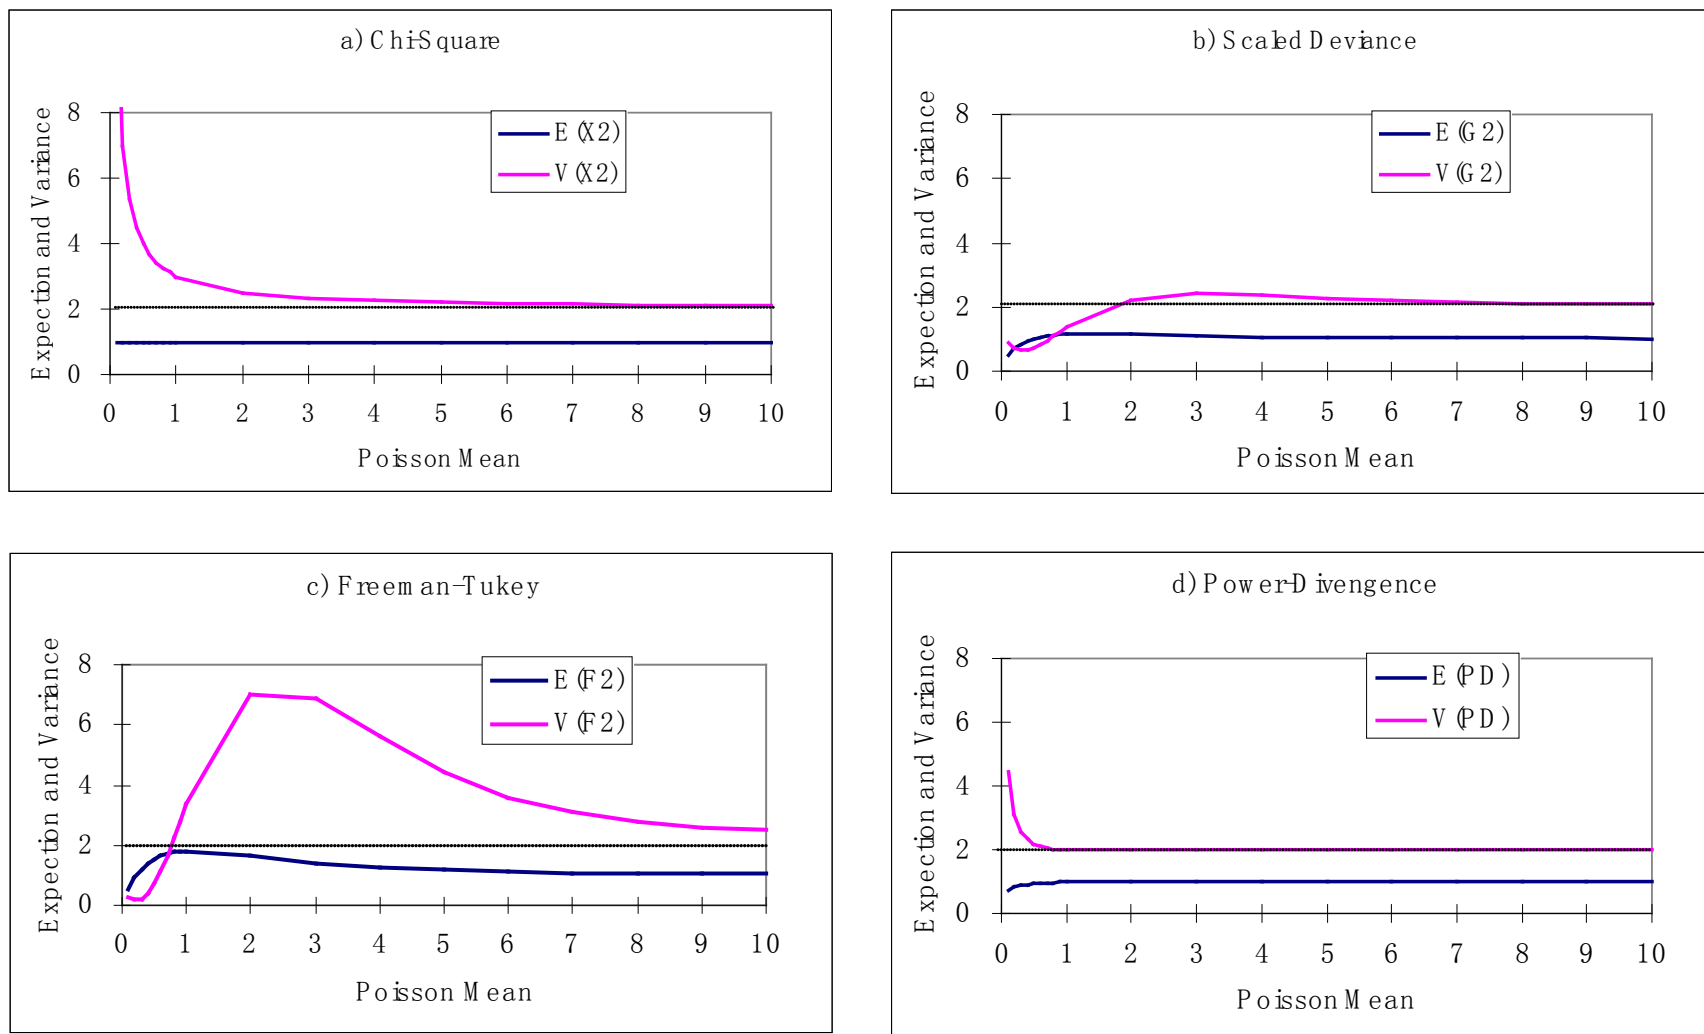 a) Chi-Square
Expection and Variance
8
6
4
2
0
E(X2)
V(X2)
0 1 2 3 4 5 6 7 8 9 10
Poisson Mean
b) Scaled Deviance
Expection and Variance
8
6
4
2
0
E(G2)
V(G2)
0 1 2 3 4 5 6 7 8 9 10
Poisson Mean
c) Freeman-Tukey
Expection and Variance
8
6
4
2
0
E(F2)
V(F2)
0 1 2 3 4 5 6 7 8 9 10
Poisson Mean
d) Power-Divengence
Expection and Variance
8
6
4
2
0
E(PD)
V(PD)
0 1 2 3 4 5 6 7 8 9 10
Poisson Mean